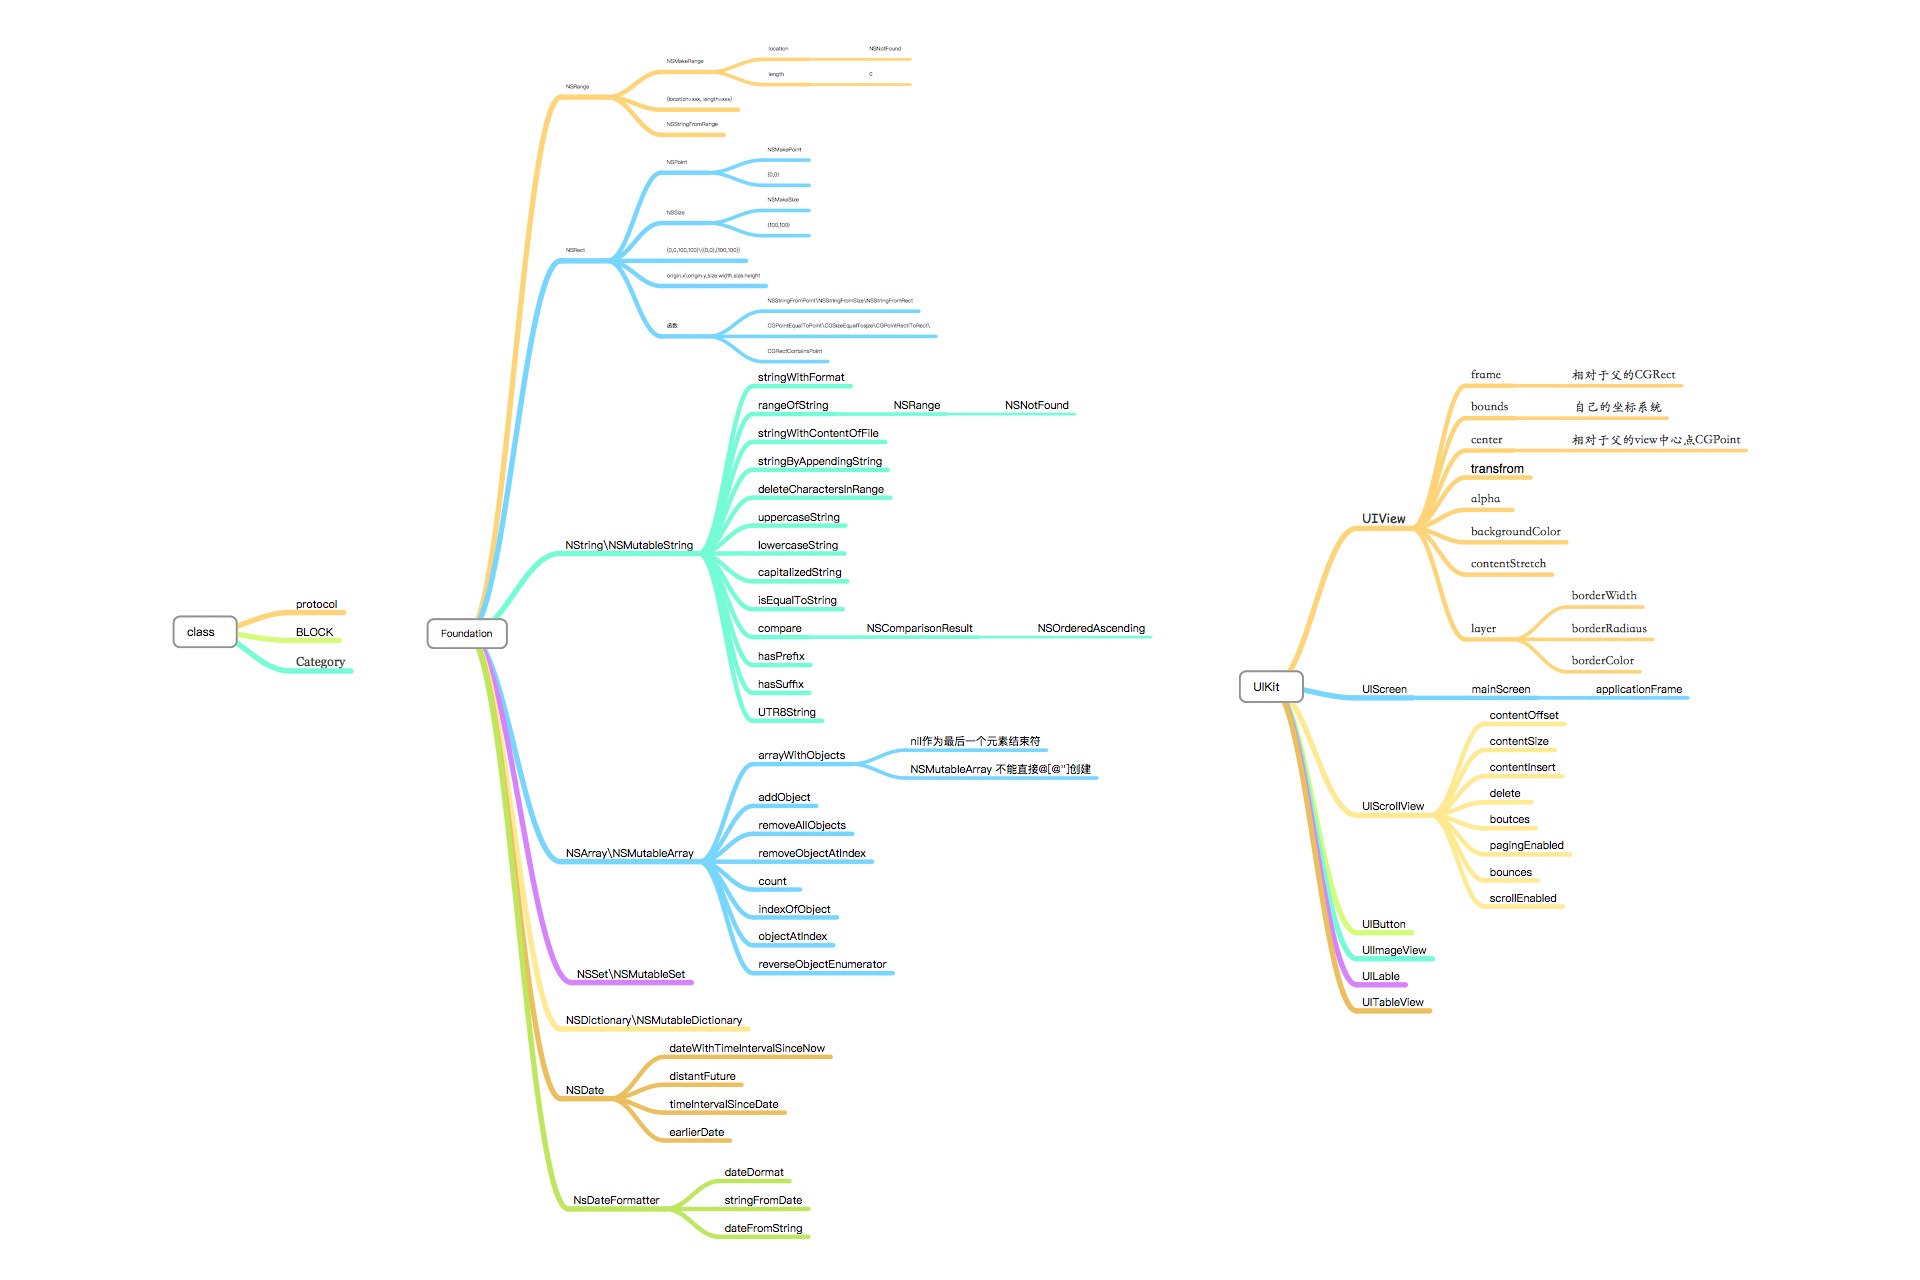 class
protocol
BLOCK
Category
Foundation
NSRange
NSMakeRange
location
NSNotFound
length
0
{location=xxx, length=xxx}
NSStringFromRange
NSRect
NSPoint
NSMakePoint
{0,0}
NSSize
NSMakeSize
{100,100}
{0,0,100,100}\{{0,0},{100,100}}
origin.x\origin.y,size.width,size.height
函数
NSStringFromPoint\NSStringFromSize\NSStringFromRect
CGPointEqualToPoint\CGSizeEqualTosize\CGPointRectToRect\
CGRectContainsPoint
NString\NSMutableString
stringWithFormat
rangeOfString
NSRange
NSNotFound
stringWithContentOfFile
stringByAppendingString
deleteCharactersInRange
uppercaseString
lowercaseString
capitalizedString
isEqualToString
compare
NSComparisonResult
NSOrderedAscending
hasPrefix
hasSuffix
UTR8String
NSArray\NSMutableArray
arrayWithObjects
nil作为最后一个元素结束符
NSMutableArray 不能直接@[@"]创建
addObject
removeAllObjects
removeObjectAtIndex
count
indexOfObject
objectAtIndex
reverseObjectEnumerator
NSSet\NSMutableSet
NSDictionary\NSMutableDictionary
NSDate
dateWithTimeIntervalSinceNow
distantFuture
timeIntervalSinceDate
earlierDate
NsDateFormatter
dateDormat
stringFromDate
dateFromString
UIKit
UIView
frame
相对于父的CGRect
bounds
自己的坐标系统
center
相对于父的view中心点CGPoint
transfrom
alpha
backgroundColor
contentStretch
layer
borderWidth
borderRadiaus
borderColor
UIScreen
mainScreen
applicationFrame
UIScrollView
contentOffset
contentSize
contentInsert
delete
boutces
pagingEnabled
bounces
scrollEnabled
UIButton
UIImageView
UILable
UITableView